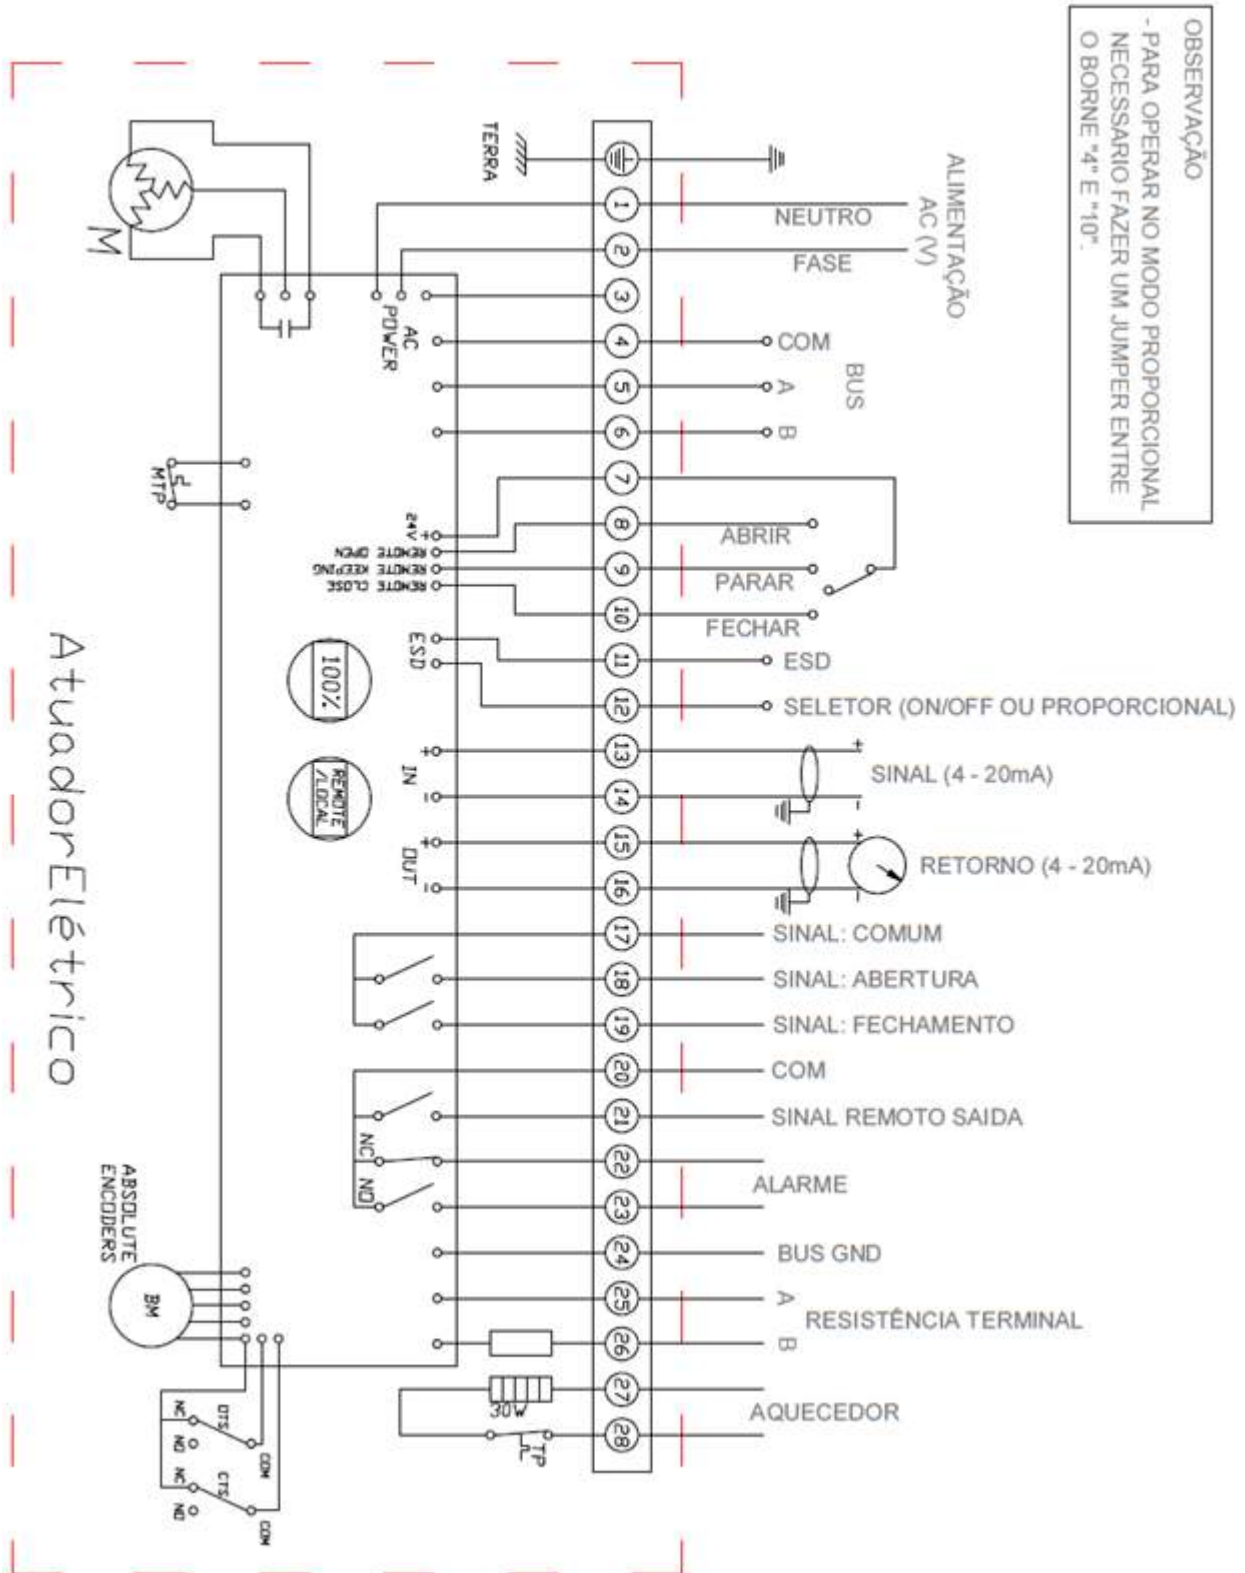 OBSERVAÇÃO
- PARA OPERAR NO MODO PROPORCIONAL
NECESSARIO FAZER UM JUMPER ENTRE
O BORNE "4" E "10".
ALIMENTAÇÃO
AC (V)
TERRA
1
NEUTRO
2
FASE
M
3
AC
POWER
4
COM
5
A
BUS
6
B
7
MTP
24V
+
8
ABRIR
REMOTE OPEN
REMOTE KEEPING
9
PARAR
REMOTE CLOSE
10
FECHAR
ESD
11
ESD
12
SELETOR (ON/OFF OU PROPORCIONAL)
100%
REMOTE
/LOCAL
IN
+
-
13
14
+
SINAL (4 - 20mA)
-
OUT
+
-
15
16
+
RETORNO (4 - 20mA)
-
17
SINAL: COMUM
18
SINAL: ABERTURA
19
SINAL: FECHAMENTO
20
COM
21
SINAL REMOTO SAIDA
NC
22
NO
23
ALARME
24
BUS GND
25
A
RESISTÊNCIA TERMINAL
26
B
27
30W
AQUECEDOR
28
TP
Atuador Elétrico
ABSOLUTE
ENCODERS
BM
NC
OTS
NO
COM
NC
CTS
NO
COM